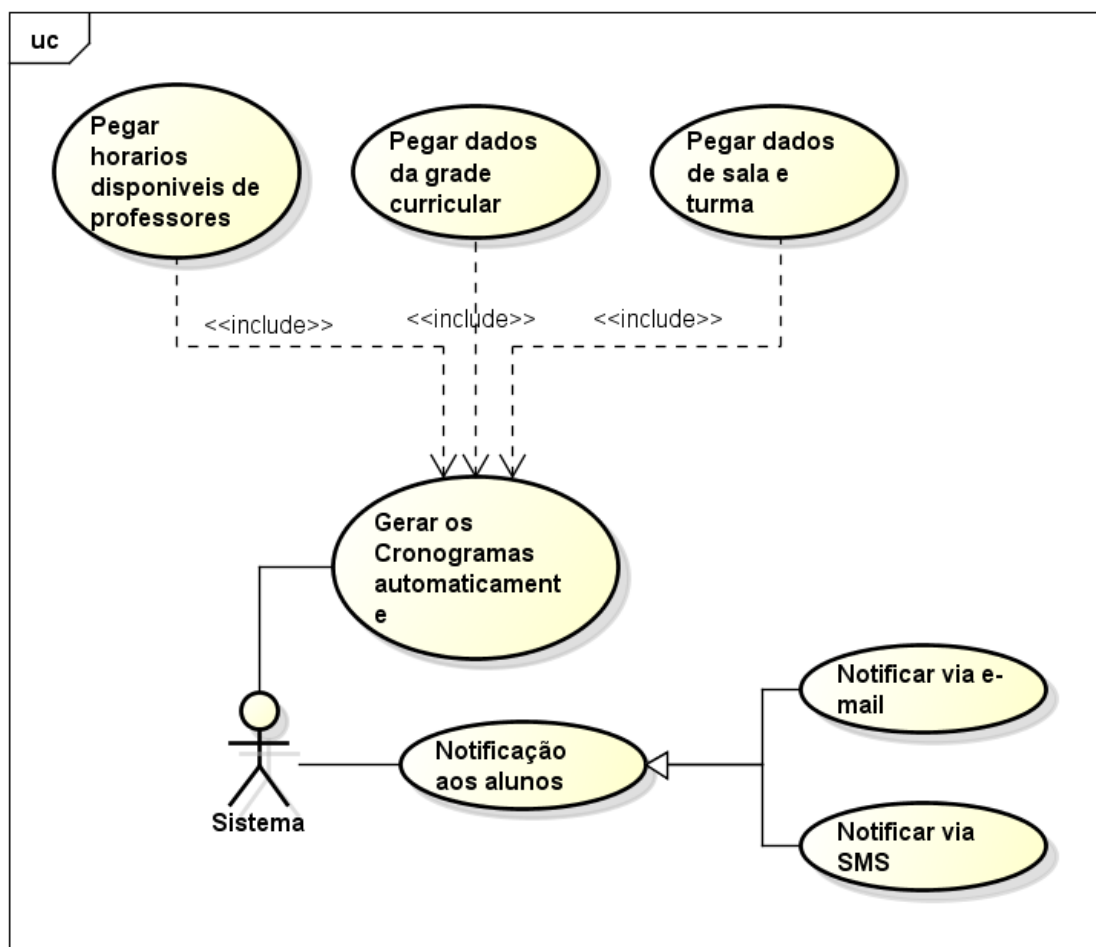 uc
Pegar
horarios
disponiveis de
professores
Pegar dados
da grade
curricular
Pegar dados
de sala e
turma
<<include>>
<<include>>
<<include>>
Gerar os
Cronogramas
automaticament
e
Notificar via e-
mail
Notificação
aos alunos
Sistema
Notificar via
SMS